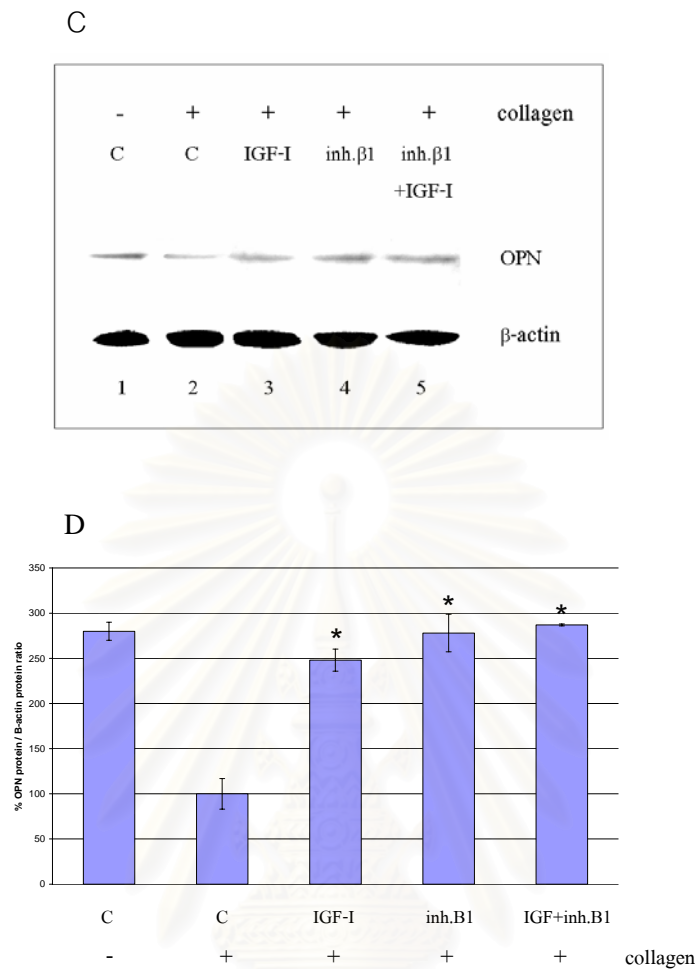 C
- + + + + collagen
C C IGF-I inh.β1 inh.β1
+IGF-I
OPN
β-actin
1 2 3 4 5
D
% OPN protein / B-actin protein ratio
350
300
250
200
150
100
50
0
* * *
C C IGF-I inh.B1 IGF+inh.B1
- + + + + collagen